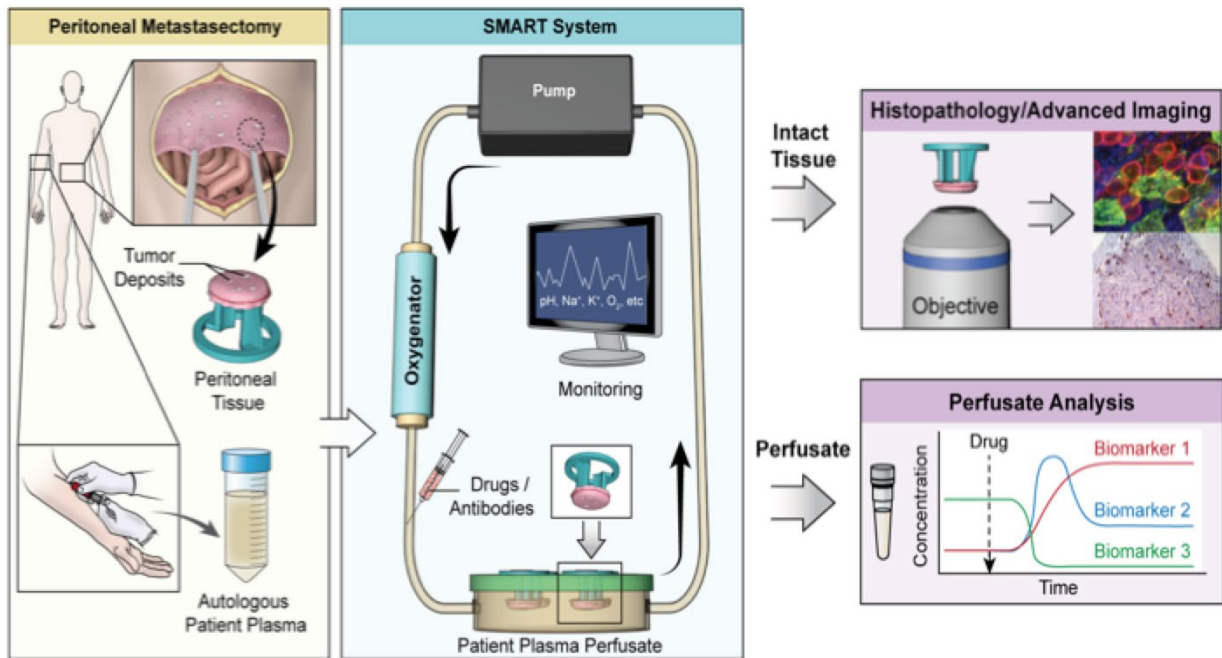 Peritoneal Metastasectomy
Tumor
Deposits
Peritoneal
Tissue
Autologous
Patient Plasma
SMART System
Pump
Oxygenator
pH, Na⁺, K⁺, O₂, etc
Monitoring
Drugs /
Antibodies
Patient Plasma Perfusate
Intact
Tissue
Histopathology/Advanced Imaging
Objective
Perfusate
Perfusate Analysis
Drug
Concentration
Biomarker 1
Biomarker 2
Biomarker 3
Time